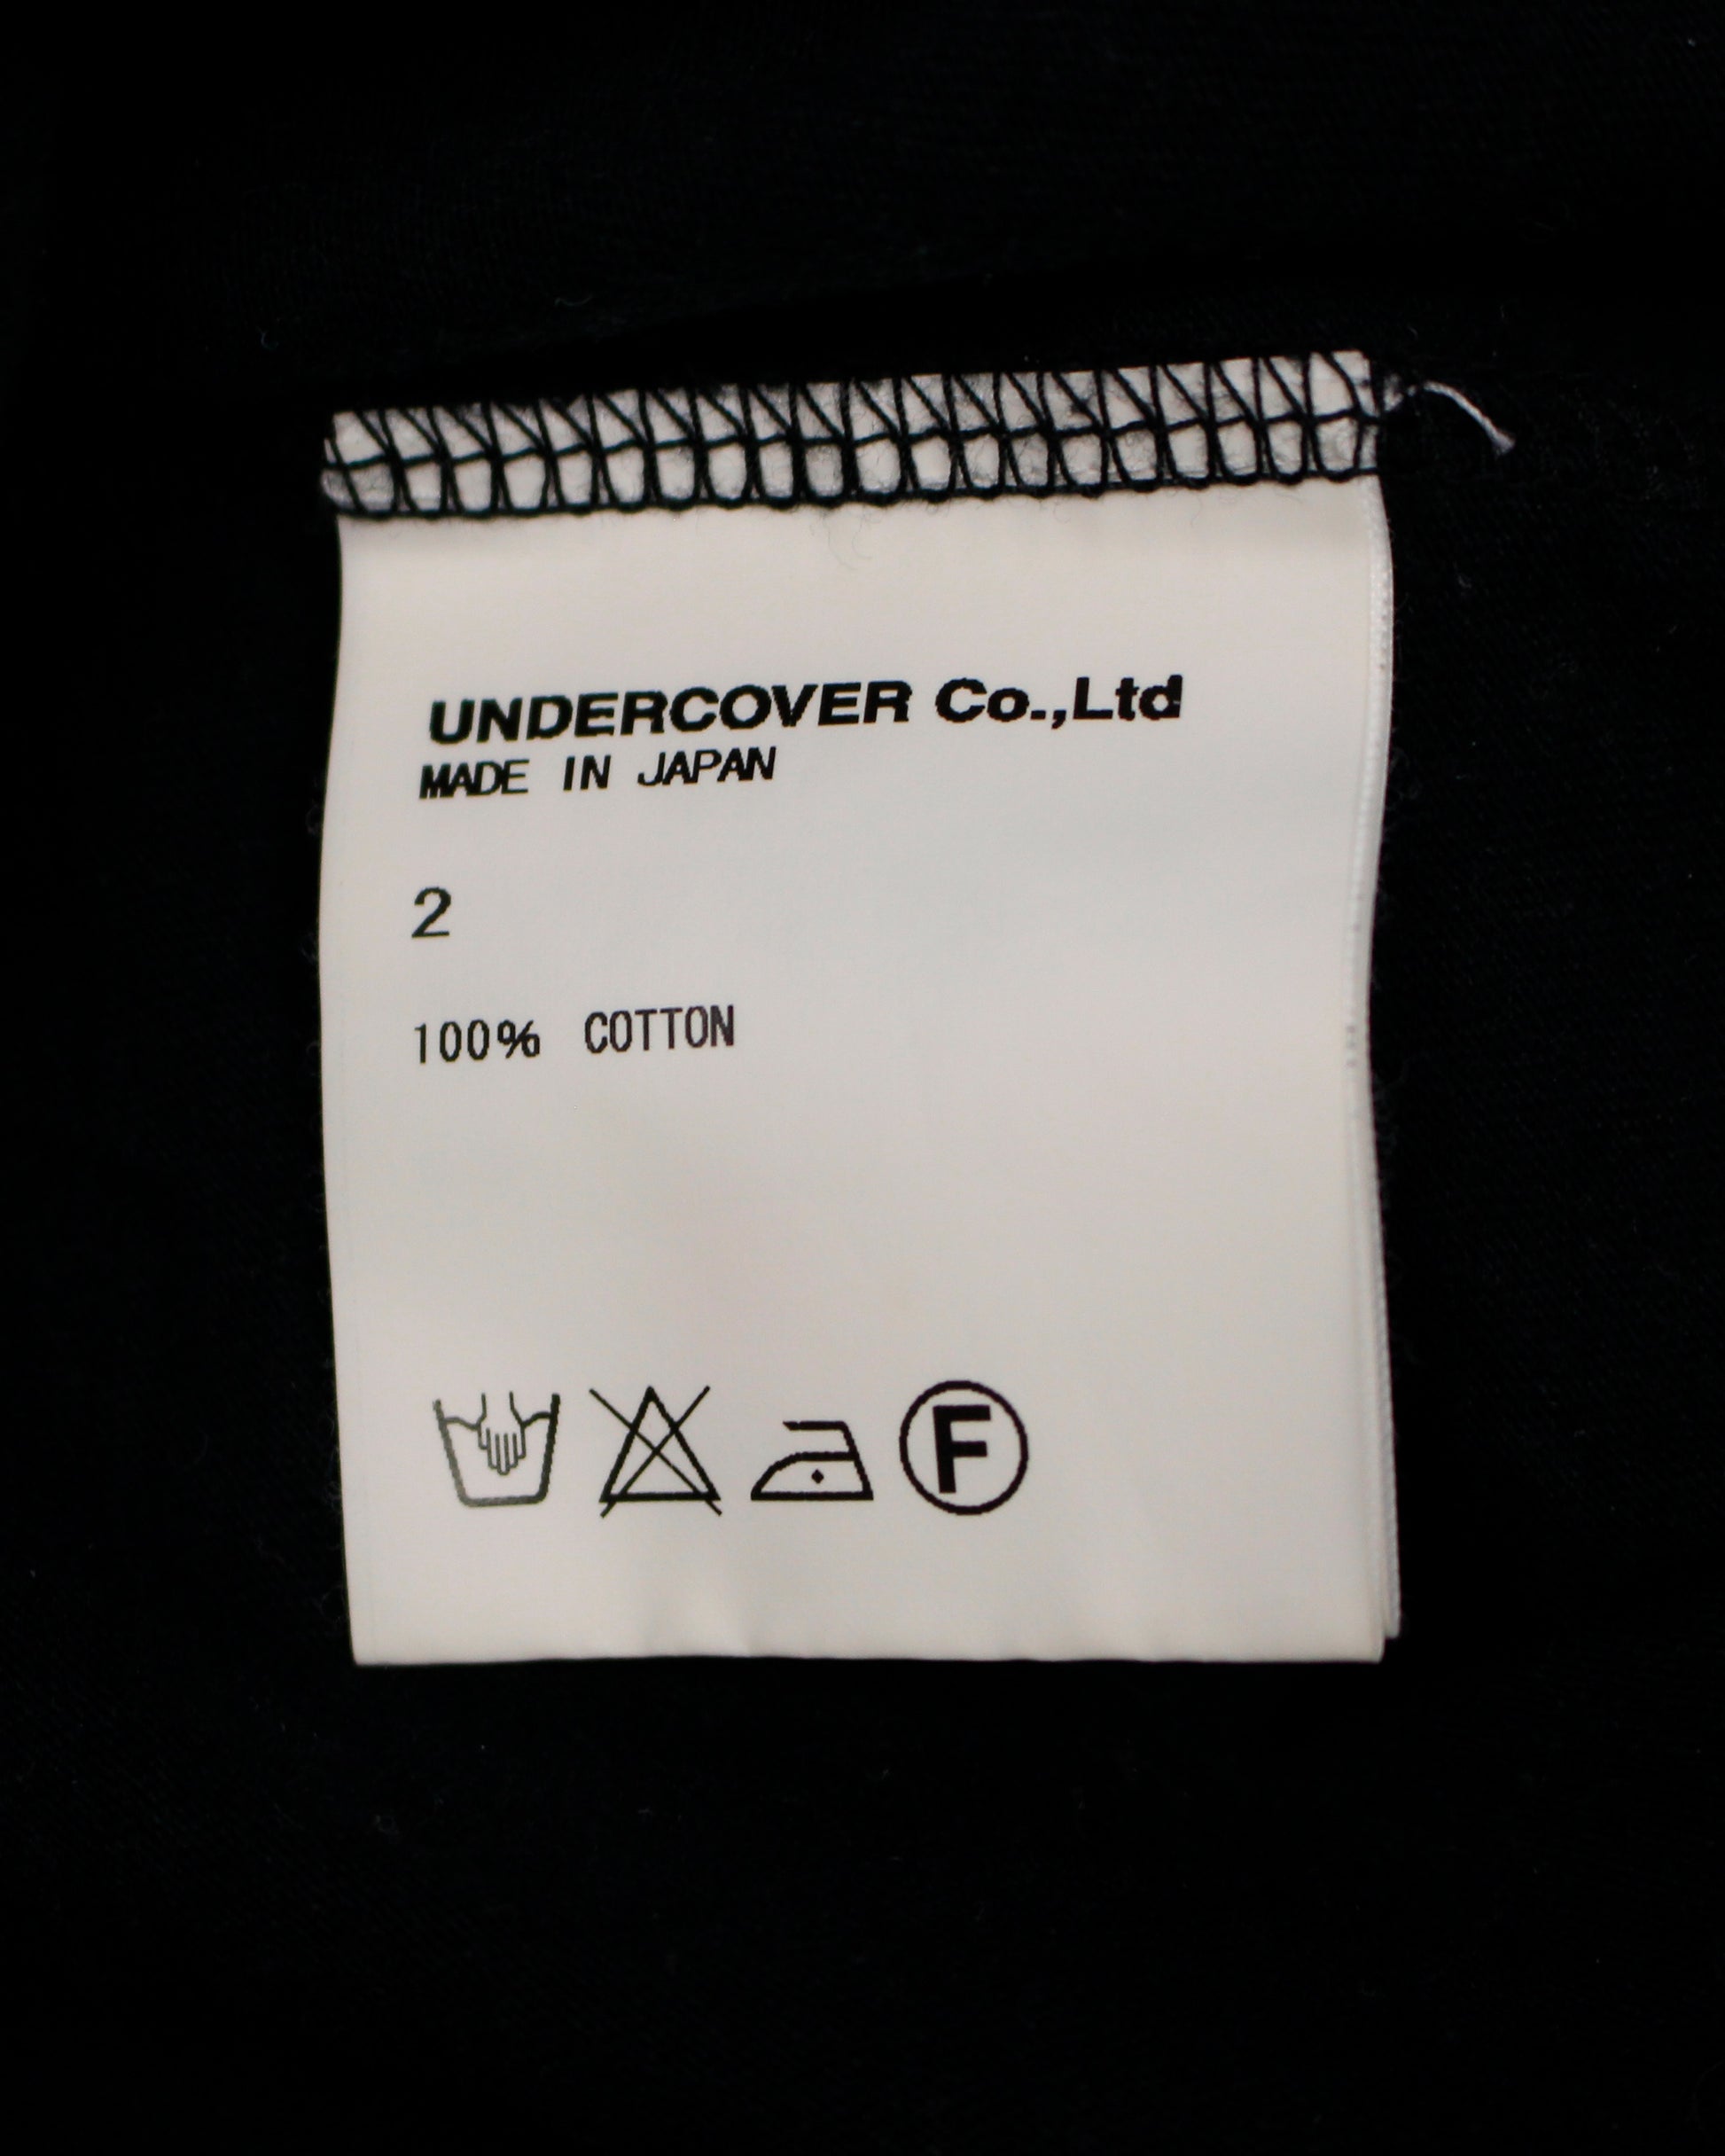 UNDERCOVER Co.,Ltd
MADE IN JAPAN
2
100% COTTON
F